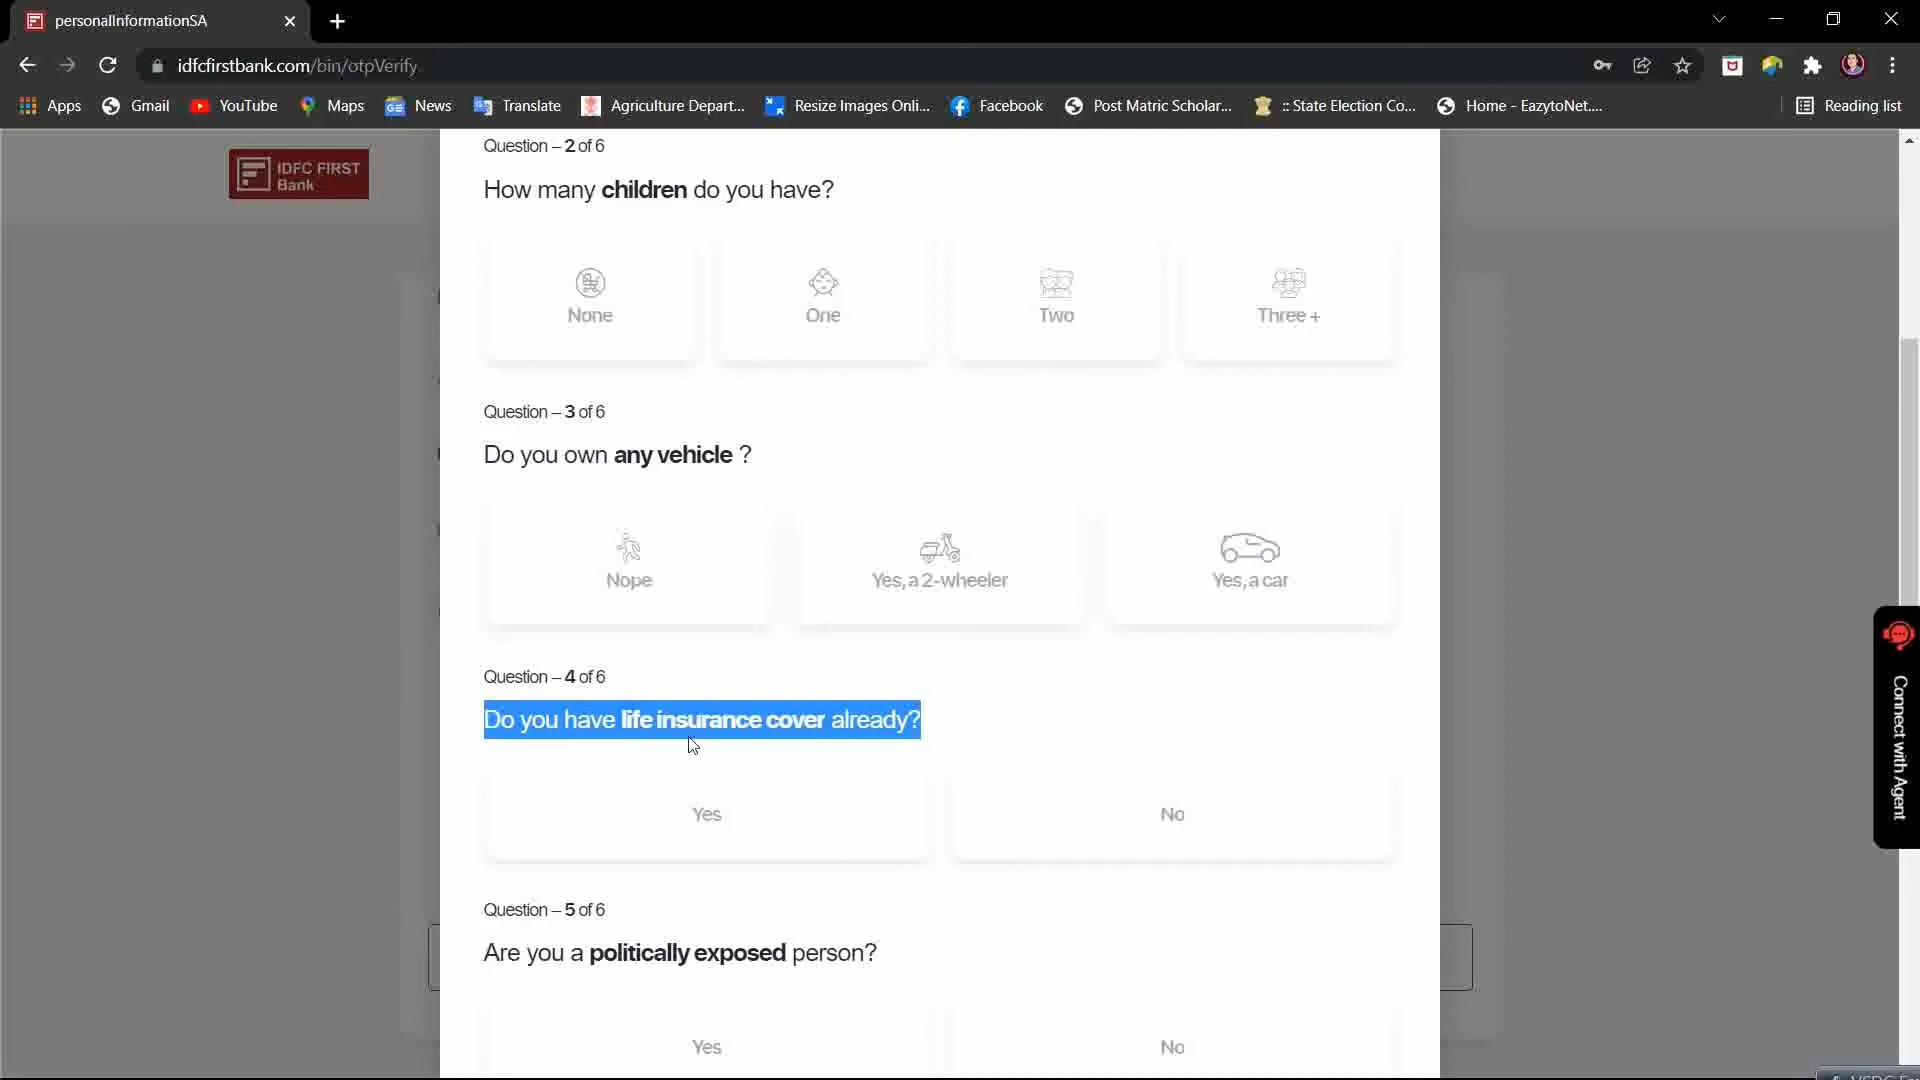 personalInformationSA
idfcfirstbank.com/bin/otpVerify
Apps Gmail YouTube Maps News Translate Agriculture Depart... Resize Images Onli... Facebook Post Matric Scholar... :: State Election Co... Home - EazytoNet.... Reading list
IDFC FIRST
Bank
Question – 2 of 6
How many children do you have?
None One Two Three +
Question – 3 of 6
Do you own any vehicle ?
Nope Yes, a 2-wheeler Yes, a car
Question – 4 of 6
Do you have life insurance cover already?
Yes No
Question – 5 of 6
Are you a politically exposed person?
Yes No
Connect with Agent